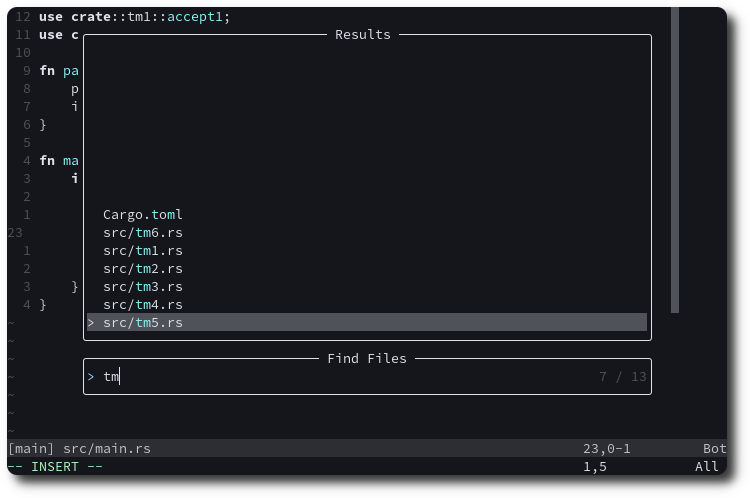 12 use crate::tm1::accept1;
11 use c
Results
10
9 fn pa
8 p
7 i
6 }
5
4 fn ma
3 i
2
1 Cargo.toml
23 src/tm6.rs
1 src/tm1.rs
2 src/tm2.rs
3 } src/tm3.rs
4 } src/tm4.rs
~ > src/tm5.rs
~
~ Find Files
~ > tm 7 / 13
~
~
~
[main] src/main.rs 23,0-1 Bot
-- INSERT -- 1,5 All